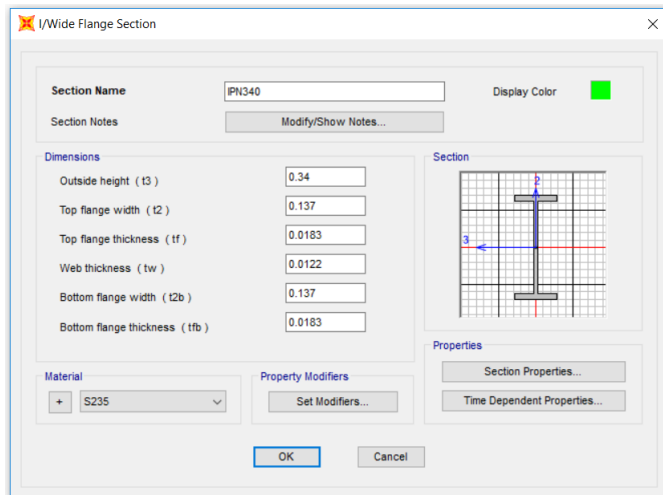 I/Wide Flange Section
Section Name IPN340 Display Color
Section Notes Modify/Show Notes...
Dimensions
Outside height ( t3 ) 0.34
Top flange width ( t2 ) 0.137
Top flange thickness ( tf ) 0.0183
Web thickness ( tw ) 0.0122
Bottom flange width ( t2b ) 0.137
Bottom flange thickness ( tfb ) 0.0183
Section
2
3
Properties
Section Properties...
Time Dependent Properties...
Material
+ S235
Property Modifiers
Set Modifiers...
OK Cancel